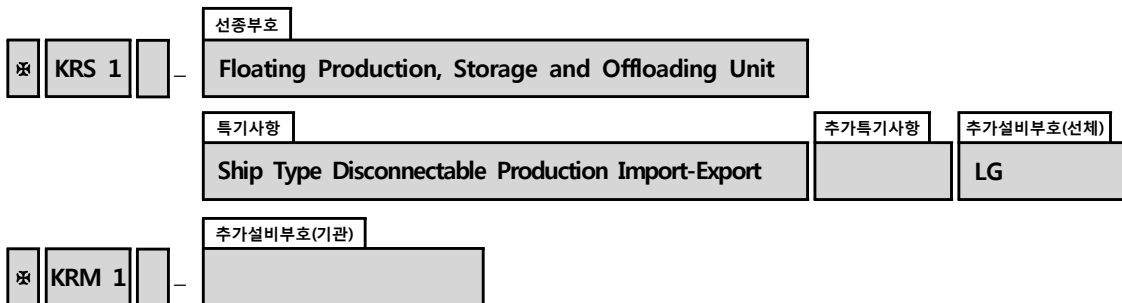 선종부호
✠ KRS 1 – Floating Production, Storage and Offloading Unit
특기사항 추가특기사항 추가설비부호(선체)
Ship Type Disconnectable Production Import-Export LG
추가설비부호(기관)
✠ KRM 1 –